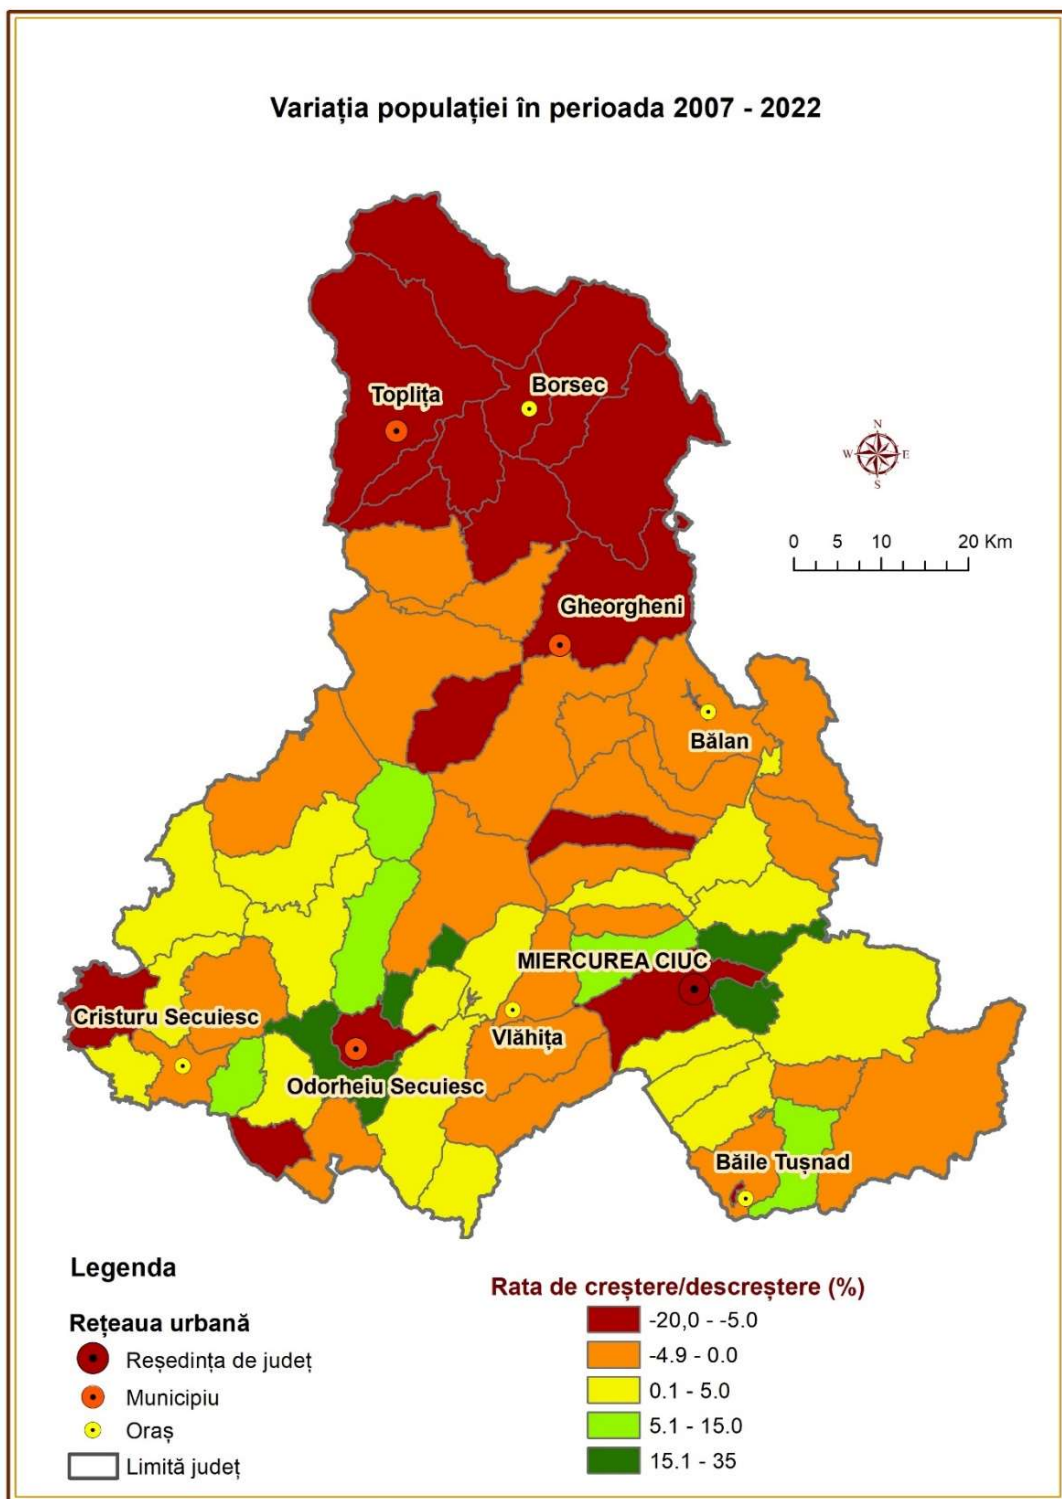 Variația populației în perioada 2007 - 2022
Toplița
Borsec
N
W E
S
0 5 10 20 Km
Gheorgheni
Bălan
MIERCUREA CIUC
Cristuru Secuiesc
Vlăhița
Odorheiu Secuiesc
Băile Tușnad
Legenda
Rețeaua urbană
Reședința de județ
Municipiu
Oraș
Limită județ
Rata de creștere/descreștere (%)
-20,0 - -5.0
-4.9 - 0.0
0.1 - 5.0
5.1 - 15.0
15.1 - 35